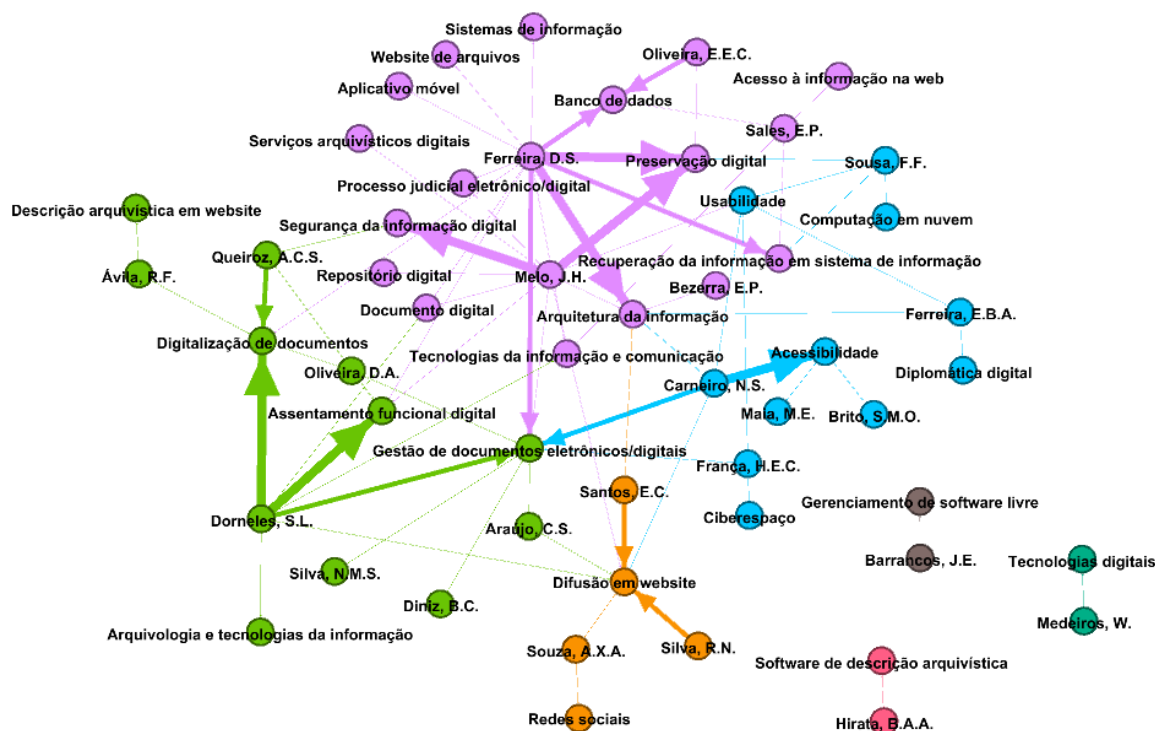 Sistemas de informação
Website de arquivos
Oliveira, E.E.C.
Acesso à informação na web
Aplicativo móvel
Banco de dados
Serviços arquivísticos digitais
Sales, E.P.
Ferreira, D.S.
Preservação digital
Sousa, F.F.
Processo judicial eletrônico/digital
Usabilidade
Descrição arquivística em website
Segurança da informação digital
Computação em nuvem
Queiroz, A.C.S.
Recuperação da informação em sistema de informação
Ávila, R.F.
Repositório digital
Melo, J.H.
Bezerra, E.P.
Documento digital
Arquitetura da informação
Ferreira, E.B.A.
Digitalização de documentos
Tecnologias da informação e comunicação
Acessibilidade
Oliveira, D.A.
Carneiro, N.S.
Diplomática digital
Assentamento funcional digital
Maia, M.E.
Brito, S.M.O.
Gestão de documentos eletrônicos/digitais
França, H.E.C.
Santos, E.C.
Gerenciamento de software livre
Dorneles, S.L.
Araújo, C.S.
Ciberespaço
Silva, N.M.S.
Difusão em website
Barrancos, J.E.
Tecnologias digitais
Diniz, B.C.
Medeiros, W.
Arquivologia e tecnologias da informação
Souza, A.X.A.
Silva, R.N.
Software de descrição arquivística
Redes sociais
Hirata, B.A.A.